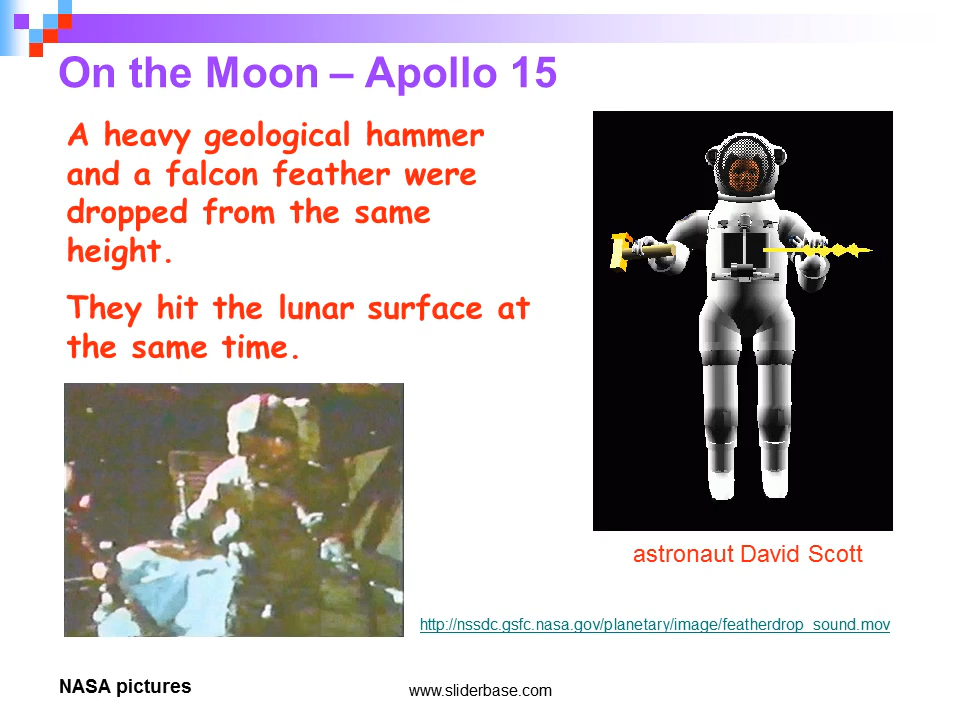 On the Moon – Apollo 15
A heavy geological hammer
and a falcon feather were
dropped from the same
height.
They hit the lunar surface at
the same time.
astronaut David Scott
http://nssdc.gsfc.nasa.gov/planetary/image/featherdrop_sound.mov
NASA pictures
www.sliderbase.com